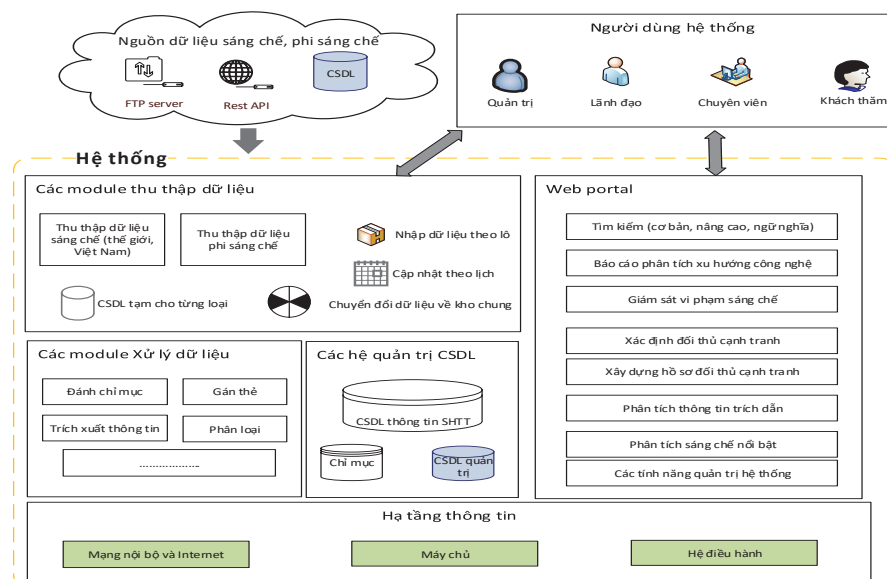 Nguồn dữ liệu sáng chế, phi sáng chế
FTP server
Rest API
CSDL
Người dùng hệ thống
Quản trị
Lãnh đạo
Chuyên viên
Khách thăm
Hệ thống
Các module thu thập dữ liệu
Thu thập dữ liệu
sáng chế (thế giới,
Việt Nam)
Thu thập dữ liệu
phi sáng chế
Nhập dữ liệu theo lô
Cập nhật theo lịch
CSDL tạm cho từng loại
Chuyển đổi dữ liệu về kho chung
Web portal
Tìm kiếm (cơ bản, nâng cao, ngữ nghĩa)
Báo cáo phân tích xu hướng công nghệ
Giám sát vi phạm sáng chế
Xác định đối thủ cạnh tranh
Xây dựng hồ sơ đối thủ cạnh tranh
Phân tích thông tin trích dẫn
Phân tích sáng chế nổi bật
Các tính năng quản trị hệ thống
Các module Xử lý dữ liệu
Đánh chỉ mục
Gán thẻ
Trích xuất thông tin
Phân loại
...................
Các hệ quản trị CSDL
CSDL thông tin SHTT
Chỉ mục
CSDL quản
trị
Hạ tầng thông tin
Mạng nội bộ và Internet
Máy chủ
Hệ điều hành